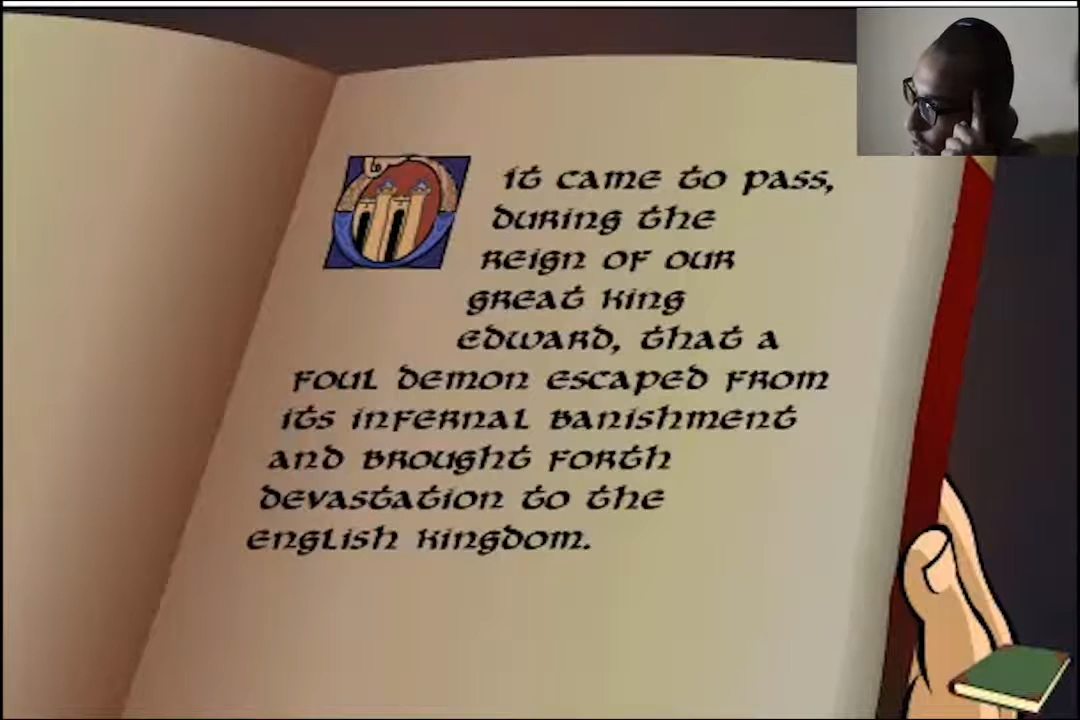 it came to pass,
during the
reign of our
great king
edward, that a
foul demon escaped from
its infernal banishment
and brought forth
devastation to the
english kingdom.